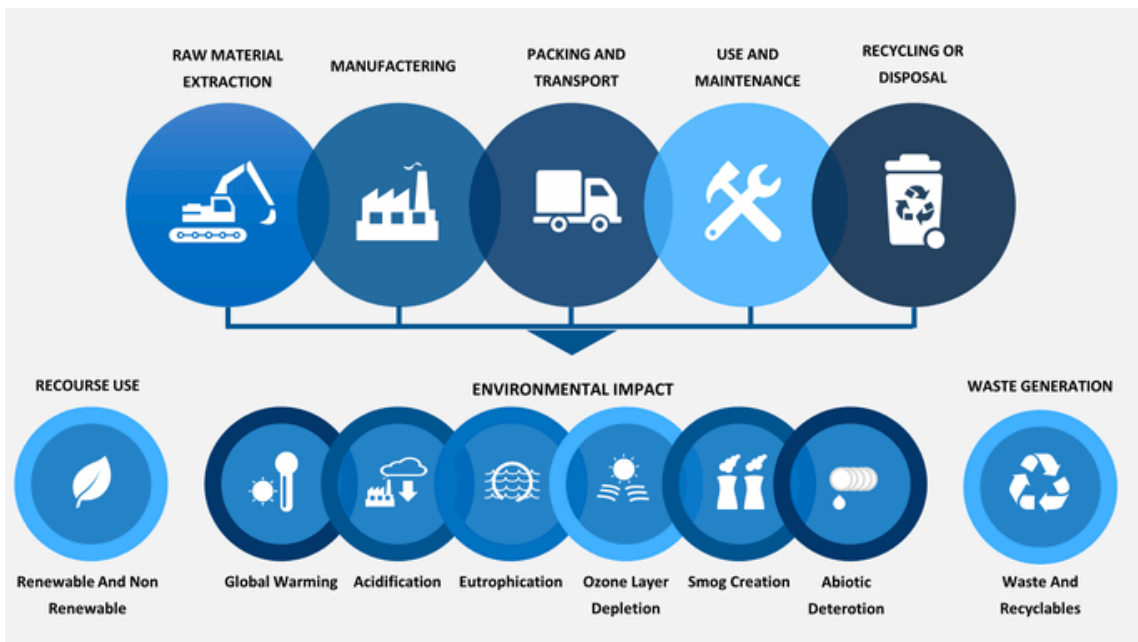 RAW MATERIAL
EXTRACTION
MANUFACTERING
PACKING AND
TRANSPORT
USE AND
MAINTENANCE
RECYCLING OR
DISPOSAL
RECOURSE USE
ENVIRONMENTAL IMPACT
WASTE GENERATION
Renewable And Non
Renewable
Global Warming
Acidification
Eutrophication
Ozone Layer
Depletion
Smog Creation
Abiotic
Deterotion
Waste And
Recyclables